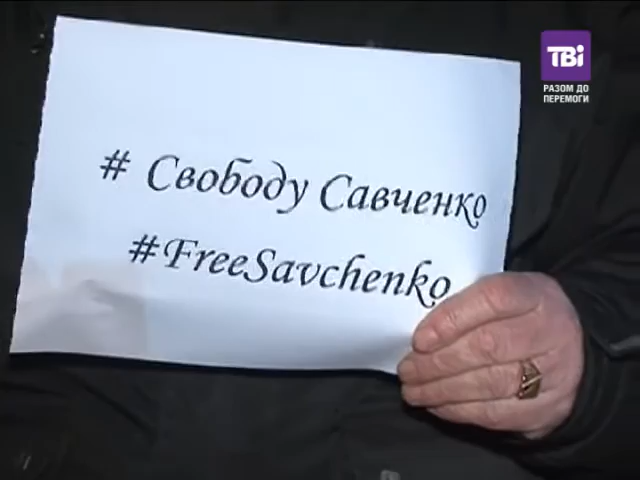 ТВі
РАЗОМ ДО
ПЕРЕМОГИ
# Свободу Савченко
#FreeSavchenko